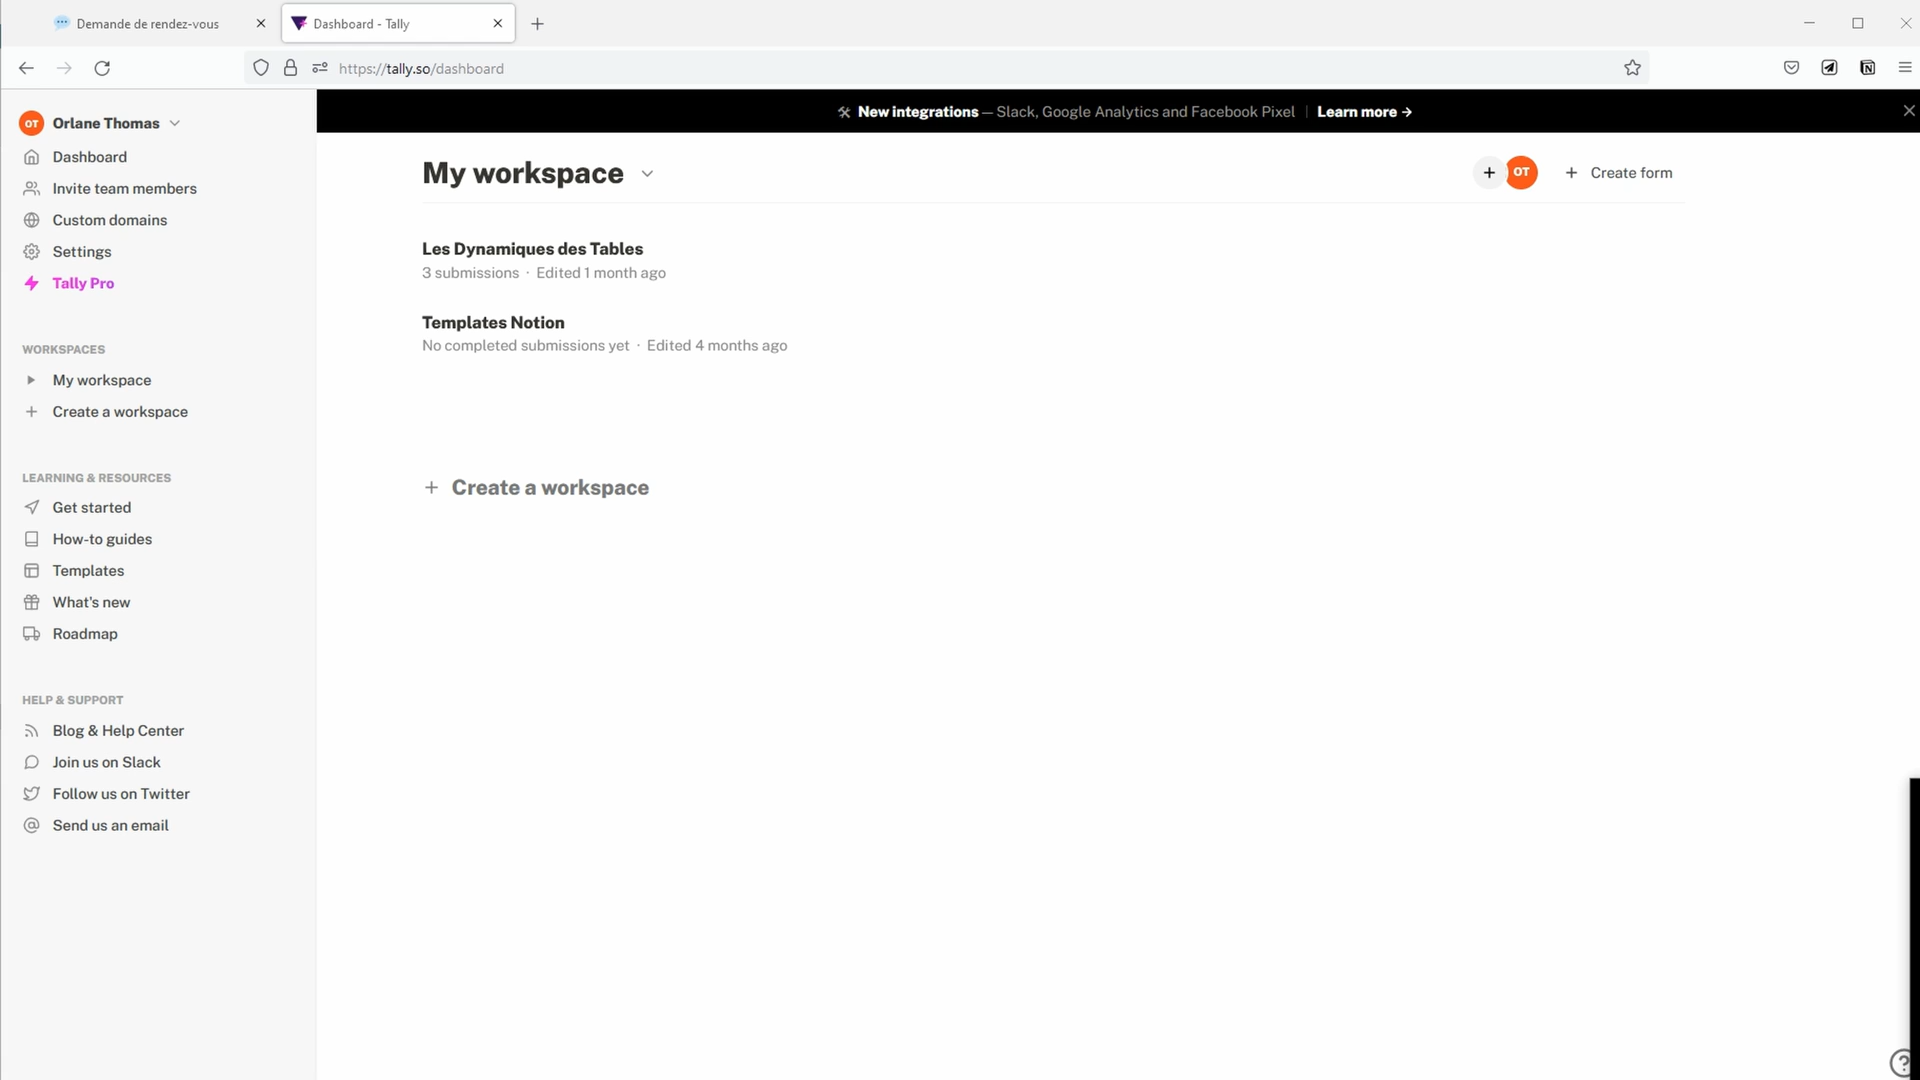 Demande de rendez-vous
Dashboard - Tally
https://tally.so/dashboard
New integrations — Slack, Google Analytics and Facebook Pixel | Learn more →
OT Orlane Thomas
Dashboard
Invite team members
Custom domains
Settings
Tally Pro
WORKSPACES
My workspace
Create a workspace
LEARNING & RESOURCES
Get started
How-to guides
Templates
What's new
Roadmap
HELP & SUPPORT
Blog & Help Center
Join us on Slack
Follow us on Twitter
Send us an email
My workspace
+ OT + Create form
Les Dynamiques des Tables
3 submissions · Edited 1 month ago
Templates Notion
No completed submissions yet · Edited 4 months ago
+ Create a workspace
?